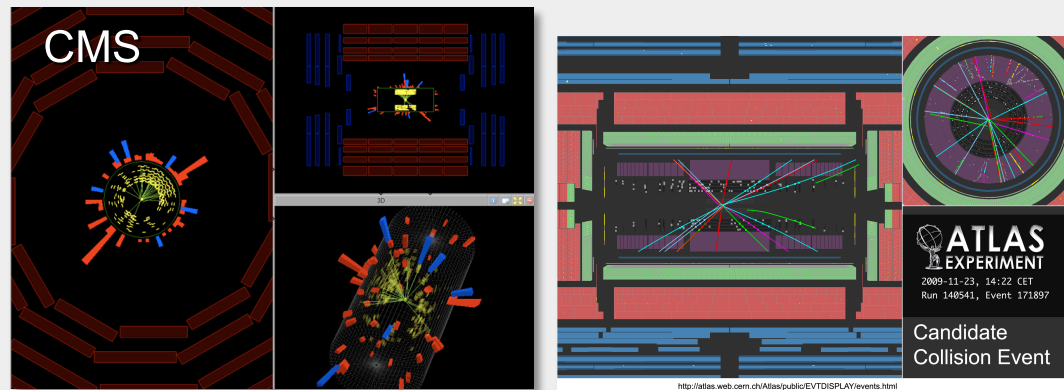 CMS
3D
ATLAS
EXPERIMENT
2009-11-23, 14:22 CET
Run 140541, Event 171897
Candidate
Collision Event
http://atlas.web.cern.ch/Atlas/public/EVTDISPLAY/events.html